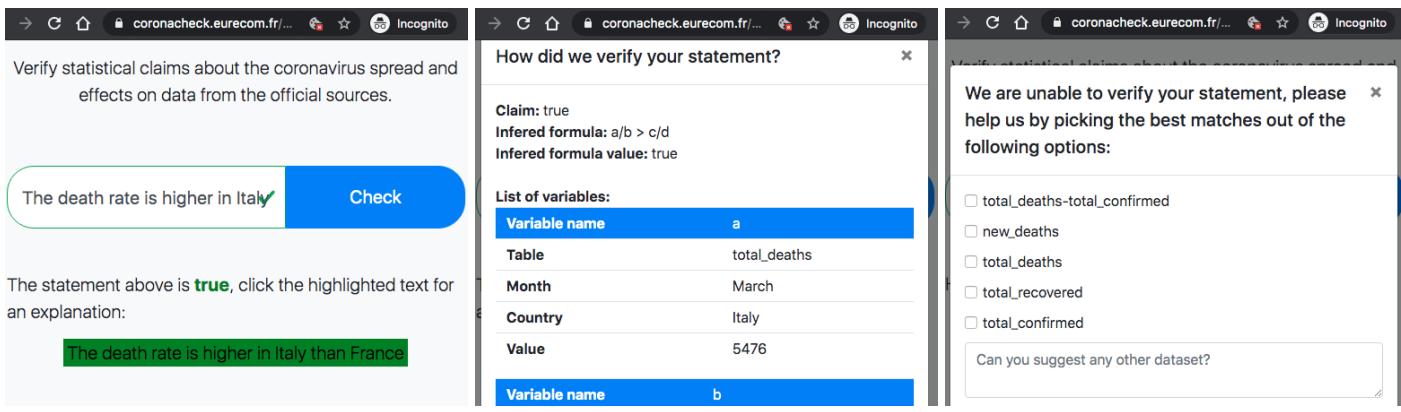 coronacheck.eurecom.fr/...
Incognito
Verify statistical claims about the coronavirus spread and
effects on data from the official sources.
The death rate is higher in Italy
Check
The statement above is true, click the highlighted text for
an explanation:
The death rate is higher in Italy than France
coronacheck.eurecom.fr/...
Incognito
How did we verify your statement?
×
Claim: true
Infered formula: a/b > c/d
Infered formula value: true
List of variables:
Variable name a
Table total_deaths
Month March
Country Italy
Value 5476
Variable name b
coronacheck.eurecom.fr/...
Incognito
We are unable to verify your statement, please ×
help us by picking the best matches out of the
following options:
total_deaths-total_confirmed
new_deaths
total_deaths
total_recovered
total_confirmed
Can you suggest any other dataset?